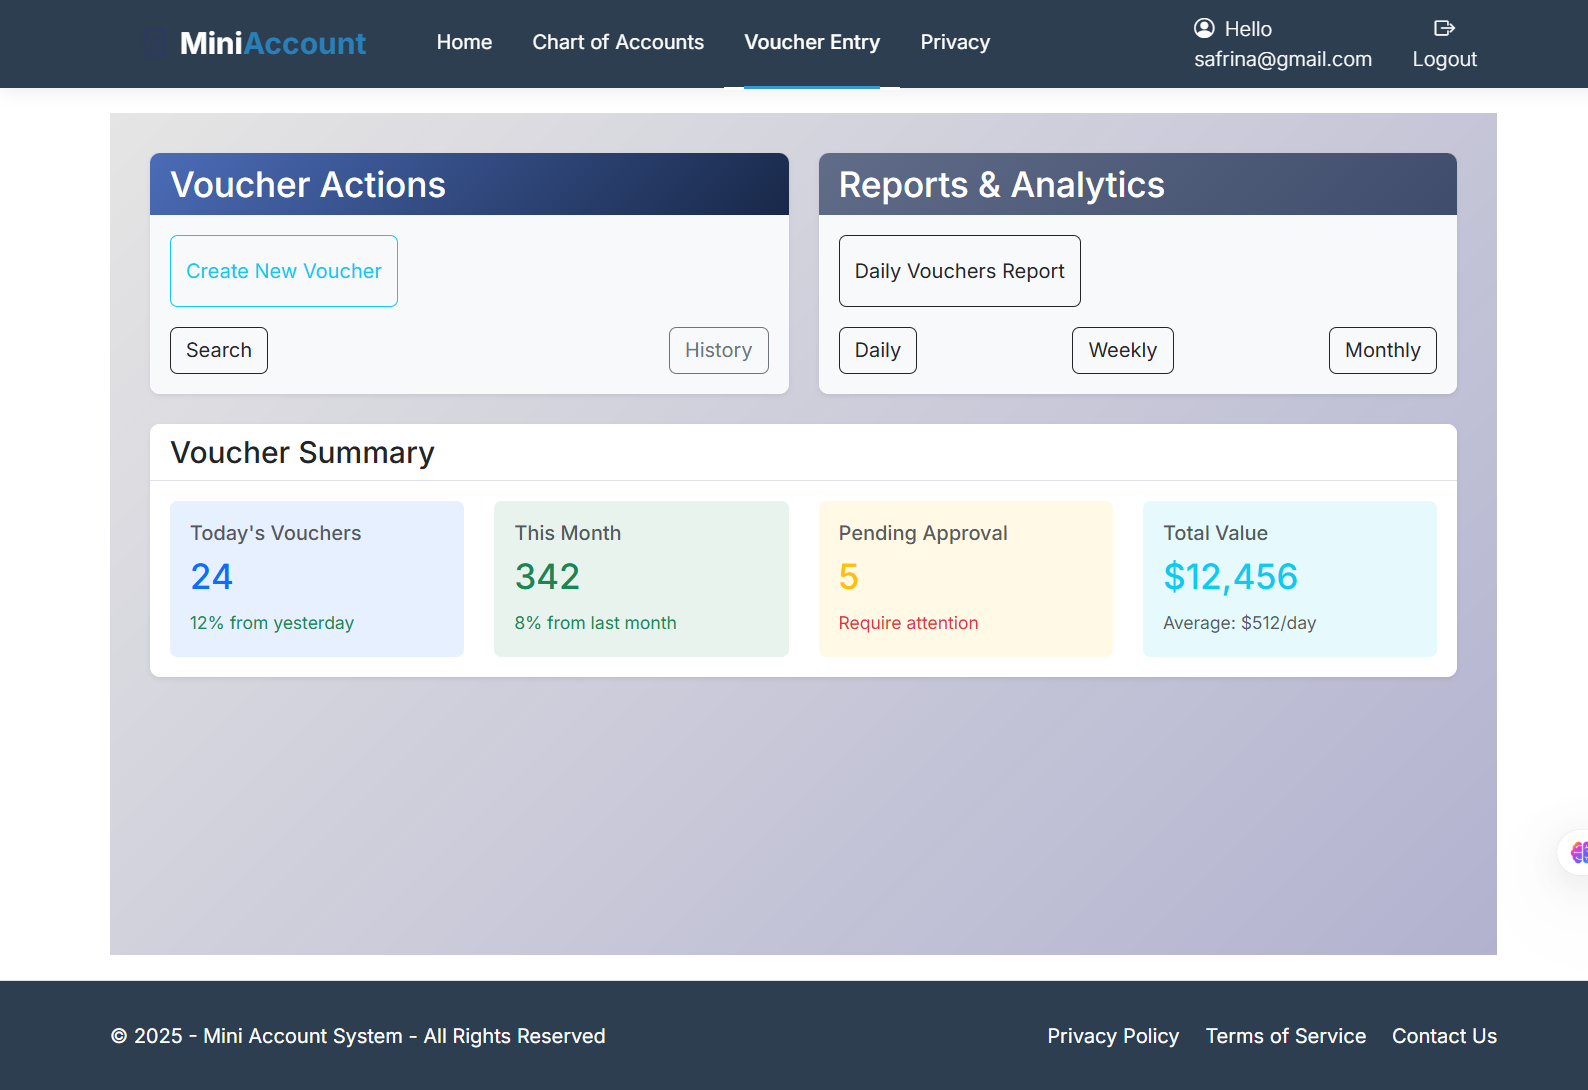 MiniAccount
Home
Chart of Accounts
Voucher Entry
Privacy
Hello
safrina@gmail.com
Logout
Voucher Actions
Create New Voucher
Search
History
Reports & Analytics
Daily Vouchers Report
Daily
Weekly
Monthly
Voucher Summary
Today's Vouchers
24
12% from yesterday
This Month
342
8% from last month
Pending Approval
5
Require attention
Total Value
$12,456
Average: $512/day
© 2025 - Mini Account System - All Rights Reserved
Privacy Policy
Terms of Service
Contact Us